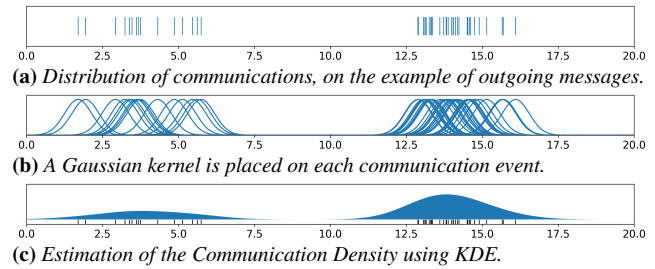 0.0 2.5 5.0 7.5 10.0 12.5 15.0 17.5 20.0
(a) Distribution of communications, on the example of outgoing messages.
0.0 2.5 5.0 7.5 10.0 12.5 15.0 17.5 20.0
(b) A Gaussian kernel is placed on each communication event.
0.0 2.5 5.0 7.5 10.0 12.5 15.0 17.5 20.0
(c) Estimation of the Communication Density using KDE.